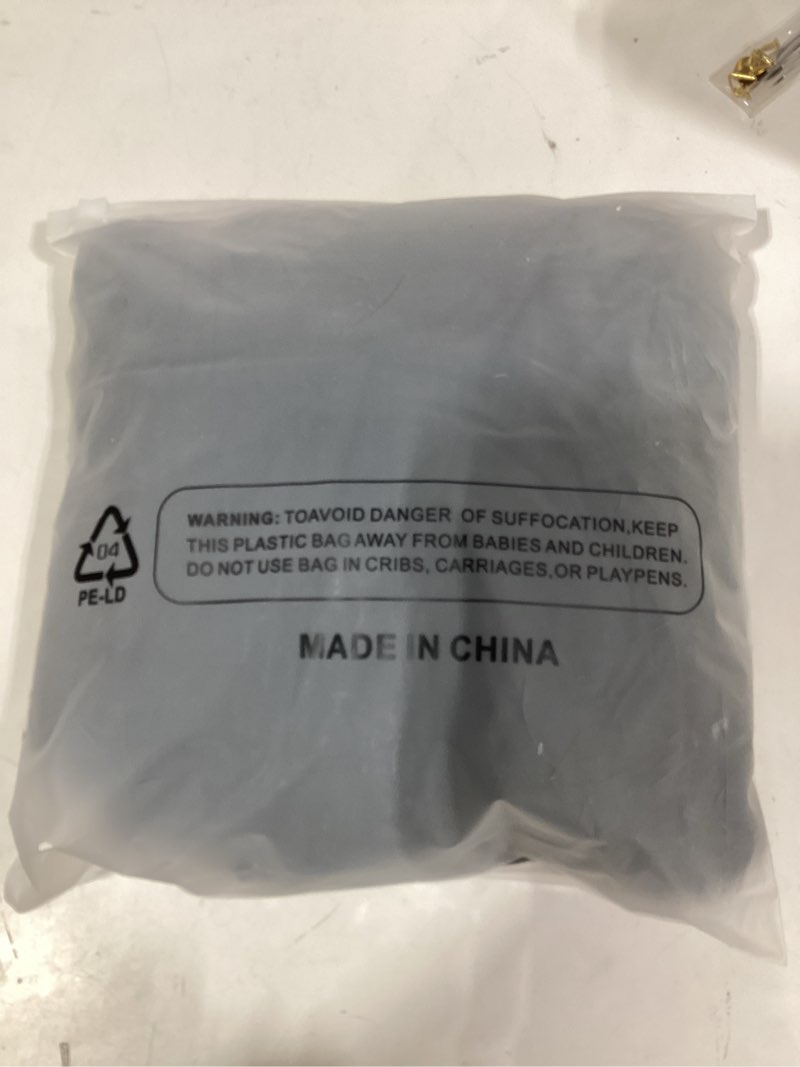 WARNING: TOAVOID DANGER OF SUFFOCATION,KEEP
THIS PLASTIC BAG AWAY FROM BABIES AND CHILDREN.
DO NOT USE BAG IN CRIBS, CARRIAGES,OR PLAYPENS.
04
PE-LD
MADE IN CHINA